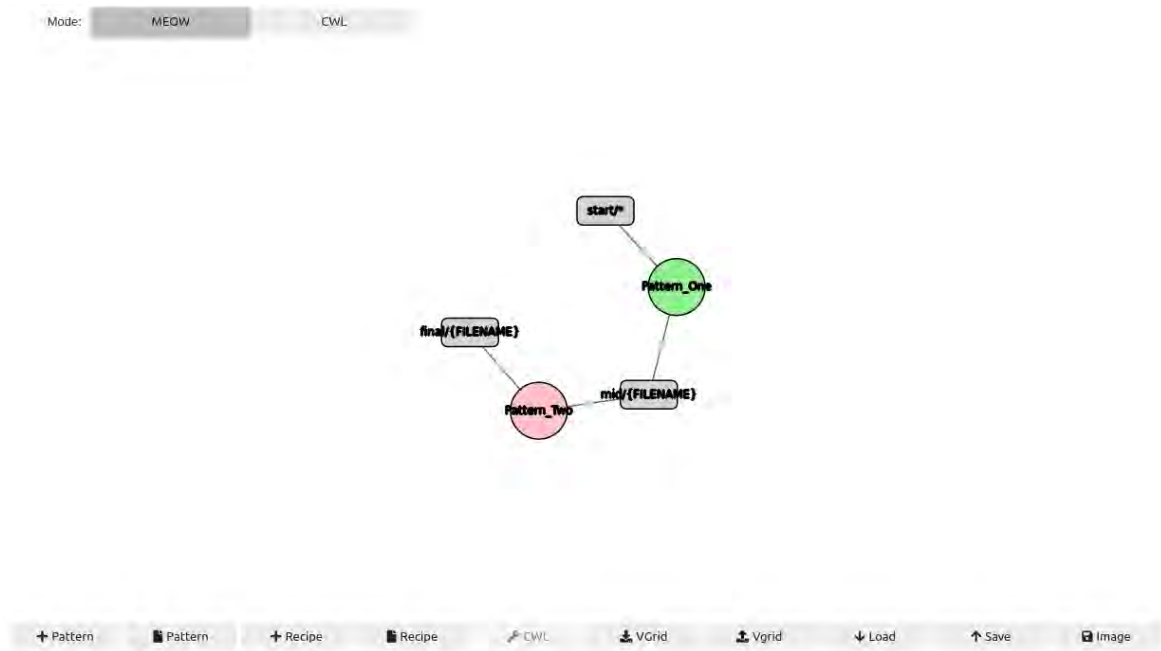 Mode: MEOW CWL
start/*
Pattern_One
final/{FILENAME}
mid/{FILENAME}
Pattern_Two
+ Pattern Pattern + Recipe Recipe CWL VGrid Vgrid Load Save Image